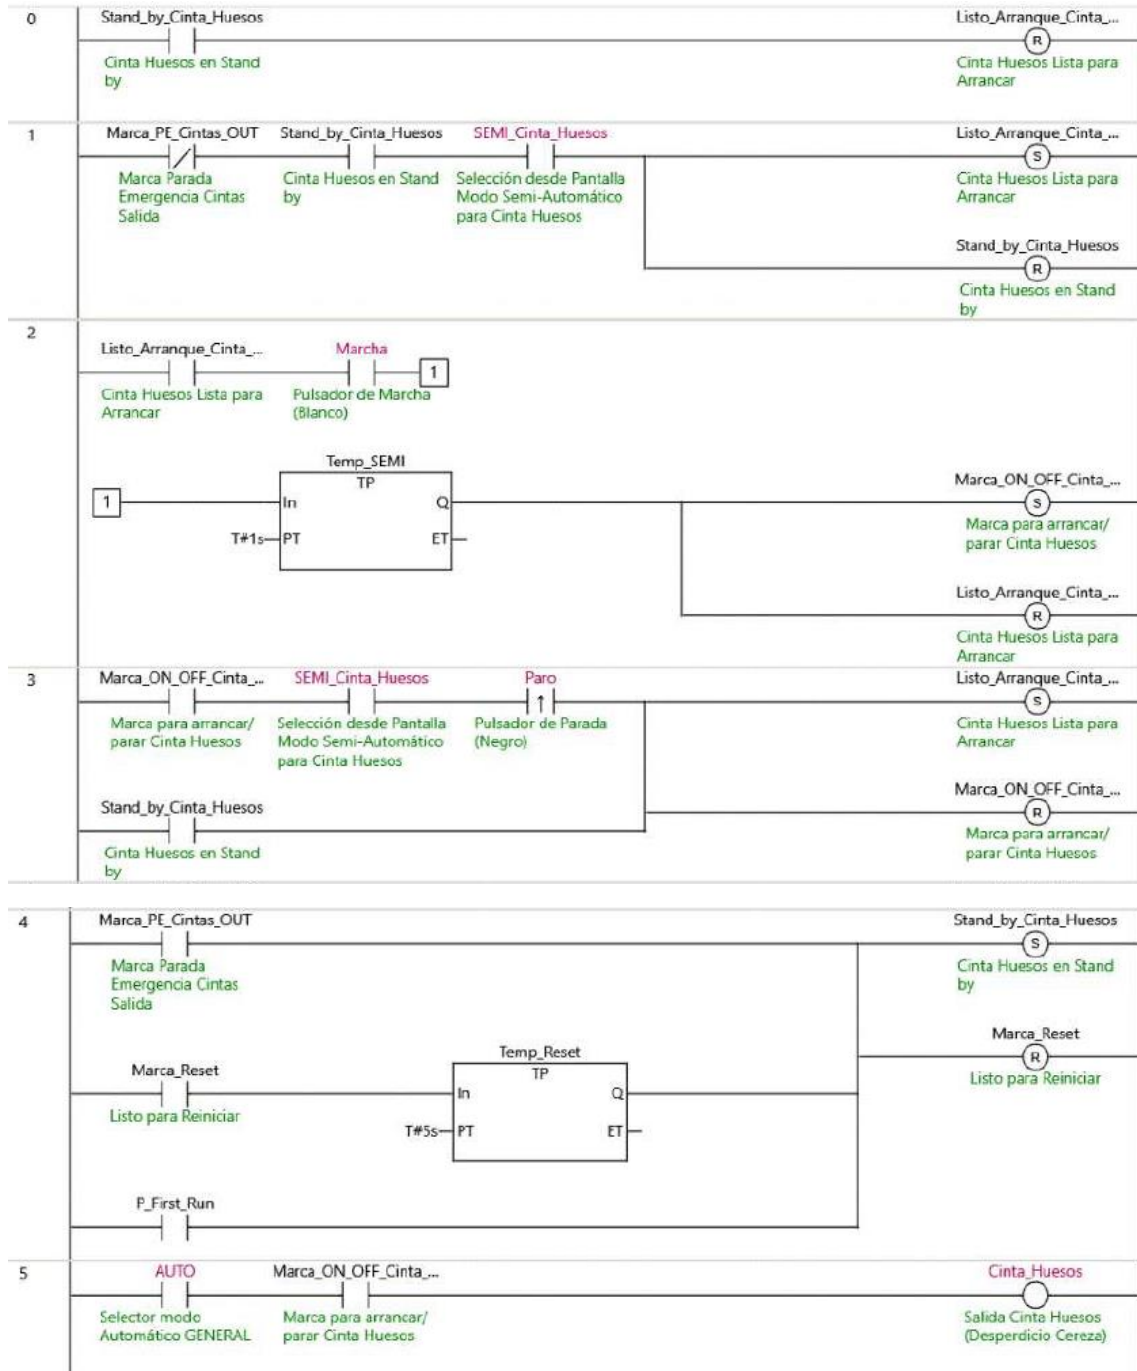 0
Stand_by_Cinta_Huesos
Listo_Arranque_Cinta_...
R
Cinta Huesos en Stand
by
Cinta Huesos Lista para
Arrancar
1
Marca_PE_Cintas_OUT
Stand_by_Cinta_Huesos
SEMI_Cinta_Huesos
Listo_Arranque_Cinta_...
S
Marca Parada
Emergencia Cintas
Salida
Cinta Huesos en Stand
by
Selección desde Pantalla
Modo Semi-Automático
para Cinta Huesos
Cinta Huesos Lista para
Arrancar
Stand_by_Cinta_Huesos
R
Cinta Huesos en Stand
by
2
Listo_Arranque_Cinta_...
Marcha
1
Cinta Huesos Lista para
Arrancar
Pulsador de Marcha
(Blanco)
Temp_SEMI
TP
1
In
Q
T#1s
PT
ET
Marca_ON_OFF_Cinta_...
S
Marca para arrancar/
parar Cinta Huesos
Listo_Arranque_Cinta_...
R
Cinta Huesos Lista para
Arrancar
3
Marca_ON_OFF_Cinta_...
SEMI_Cinta_Huesos
Paro
Listo_Arranque_Cinta_...
S
Marca para arrancar/
parar Cinta Huesos
Selección desde Pantalla
Modo Semi-Automático
para Cinta Huesos
Pulsador de Parada
(Negro)
Cinta Huesos Lista para
Arrancar
Stand_by_Cinta_Huesos
Cinta Huesos en Stand
by
Marca_ON_OFF_Cinta_...
R
Marca para arrancar/
parar Cinta Huesos
4
Marca_PE_Cintas_OUT
Stand_by_Cinta_Huesos
S
Marca Parada
Emergencia Cintas
Salida
Cinta Huesos en Stand
by
Marca_Reset
R
Listo para Reiniciar
Marca_Reset
Listo para Reiniciar
Temp_Reset
TP
In
Q
T#5s
PT
ET
P_First_Run
5
AUTO
Marca_ON_OFF_Cinta_...
Cinta_Huesos
Selector modo
Automático GENERAL
Marca para arrancar/
parar Cinta Huesos
Salida Cinta Huesos
(Desperdicio Cereza)